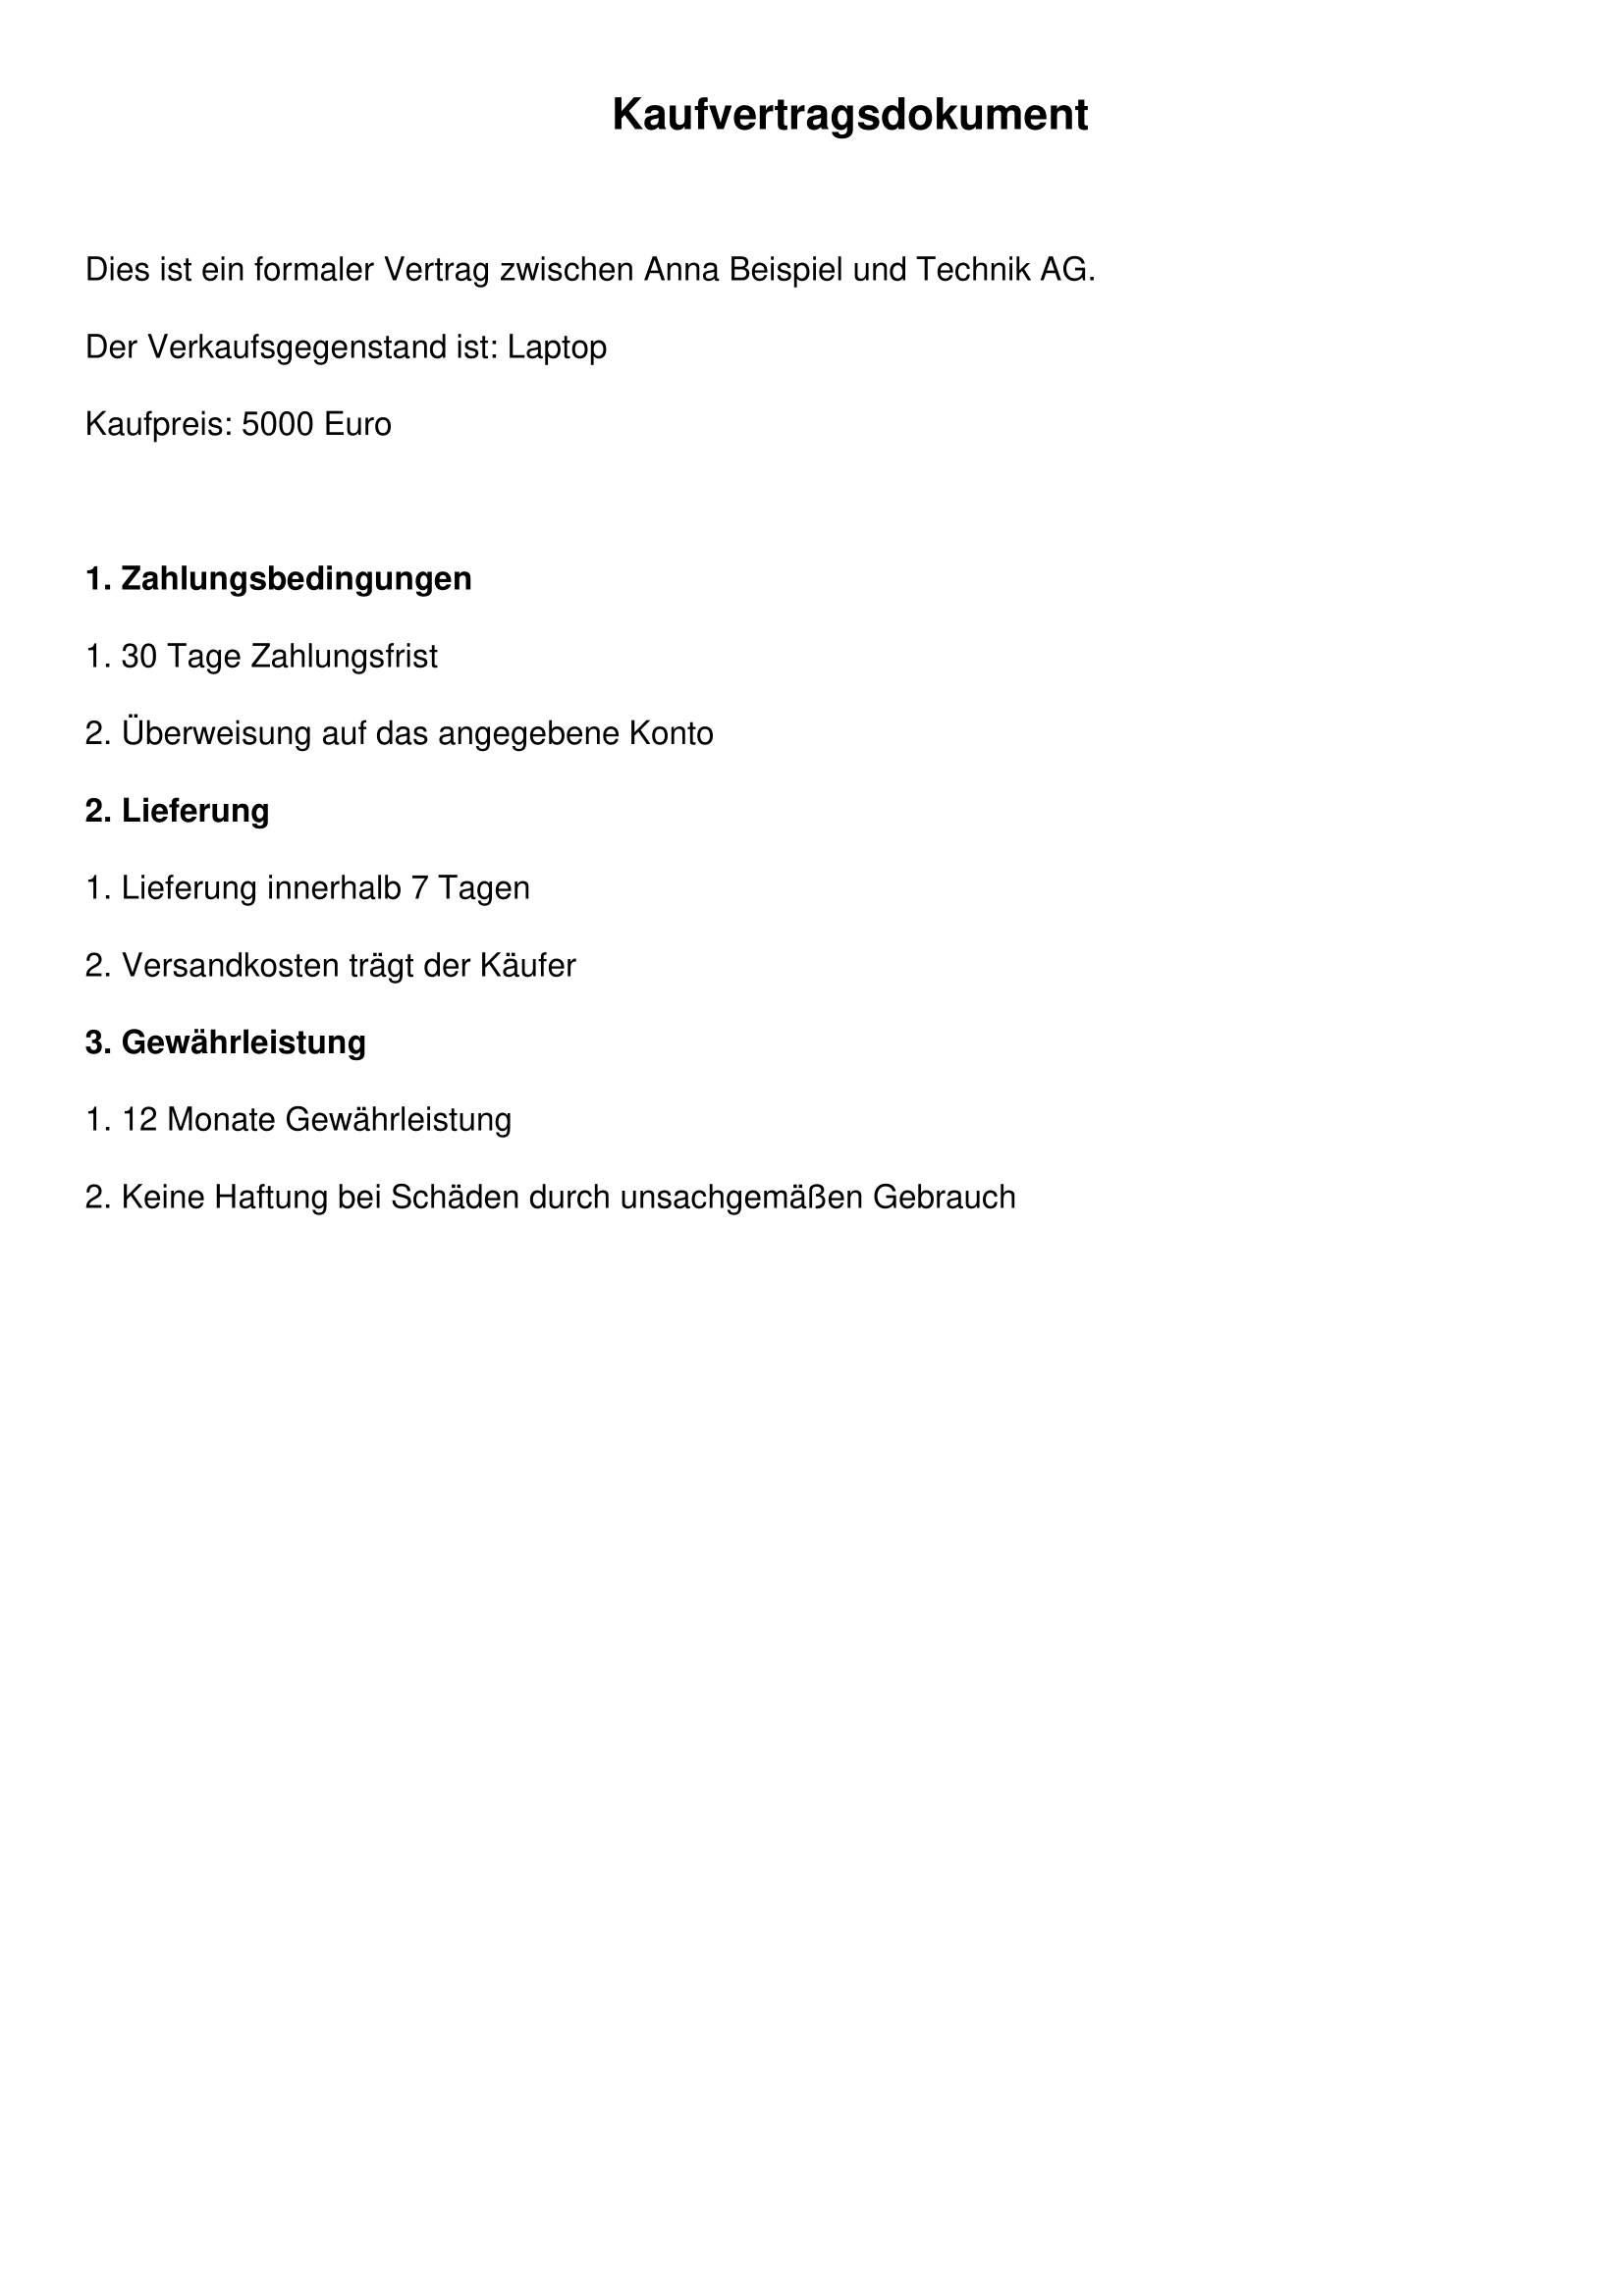 Kaufvertragsdokument
Dies ist ein formaler Vertrag zwischen Anna Beispiel und Technik AG.
Der Verkaufsgegenstand ist: Laptop
Kaufpreis: 5000 Euro
1. Zahlungsbedingungen
1. 30 Tage Zahlungsfrist
2. Überweisung auf das angegebene Konto
2. Lieferung
1. Lieferung innerhalb 7 Tagen
2. Versandkosten trägt der Käufer
3. Gewährleistung
1. 12 Monate Gewährleistung
2. Keine Haftung bei Schäden durch unsachgemäßen Gebrauch